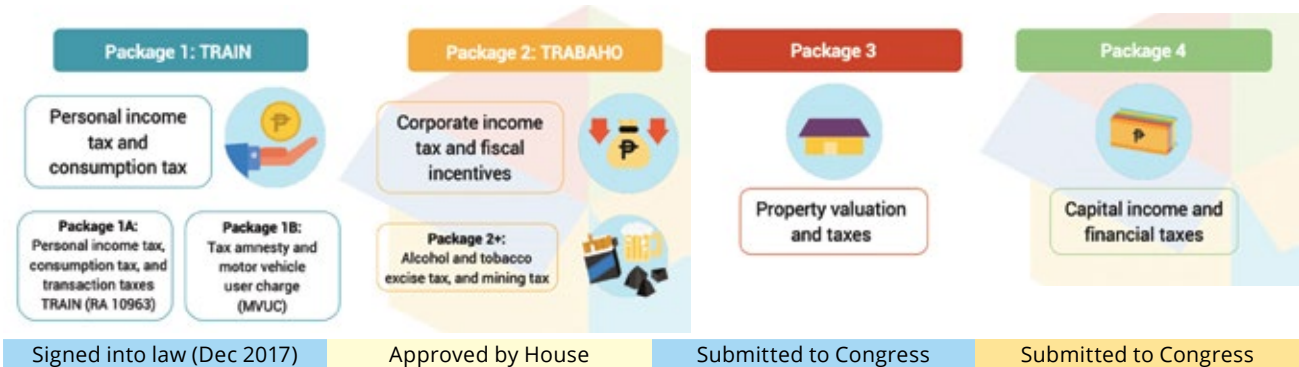 Package 1: TRAIN
Personal income
tax and
consumption tax
Package 1A:
Personal income tax,
consumption tax, and
transaction taxes
TRAIN (RA 10963)
Package 1B:
Tax amnesty and
motor vehicle
user charge
(MVUC)
Signed into law (Dec 2017)
Package 2: TRABAHO
Corporate income
tax and fiscal
incentives
₱
Package 2+:
Alcohol and tobacco
excise tax, and mining tax
Approved by House
Package 3
Property valuation
and taxes
Submitted to Congress
Package 4
₱
Capital income and
financial taxes
Submitted to Congress